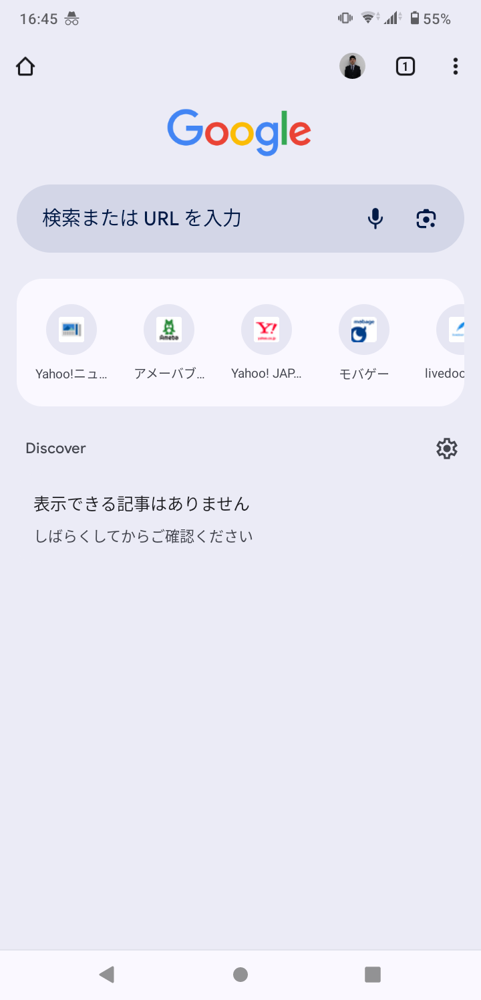 16:45 55%
1
Google
検索または URL を入力
Ameba
Y!
mobage
Yahoo!ニュ... アメーバブ... Yahoo! JAP... モバゲー livedoc
Discover
表示できる記事はありません
しばらくしてからご確認ください